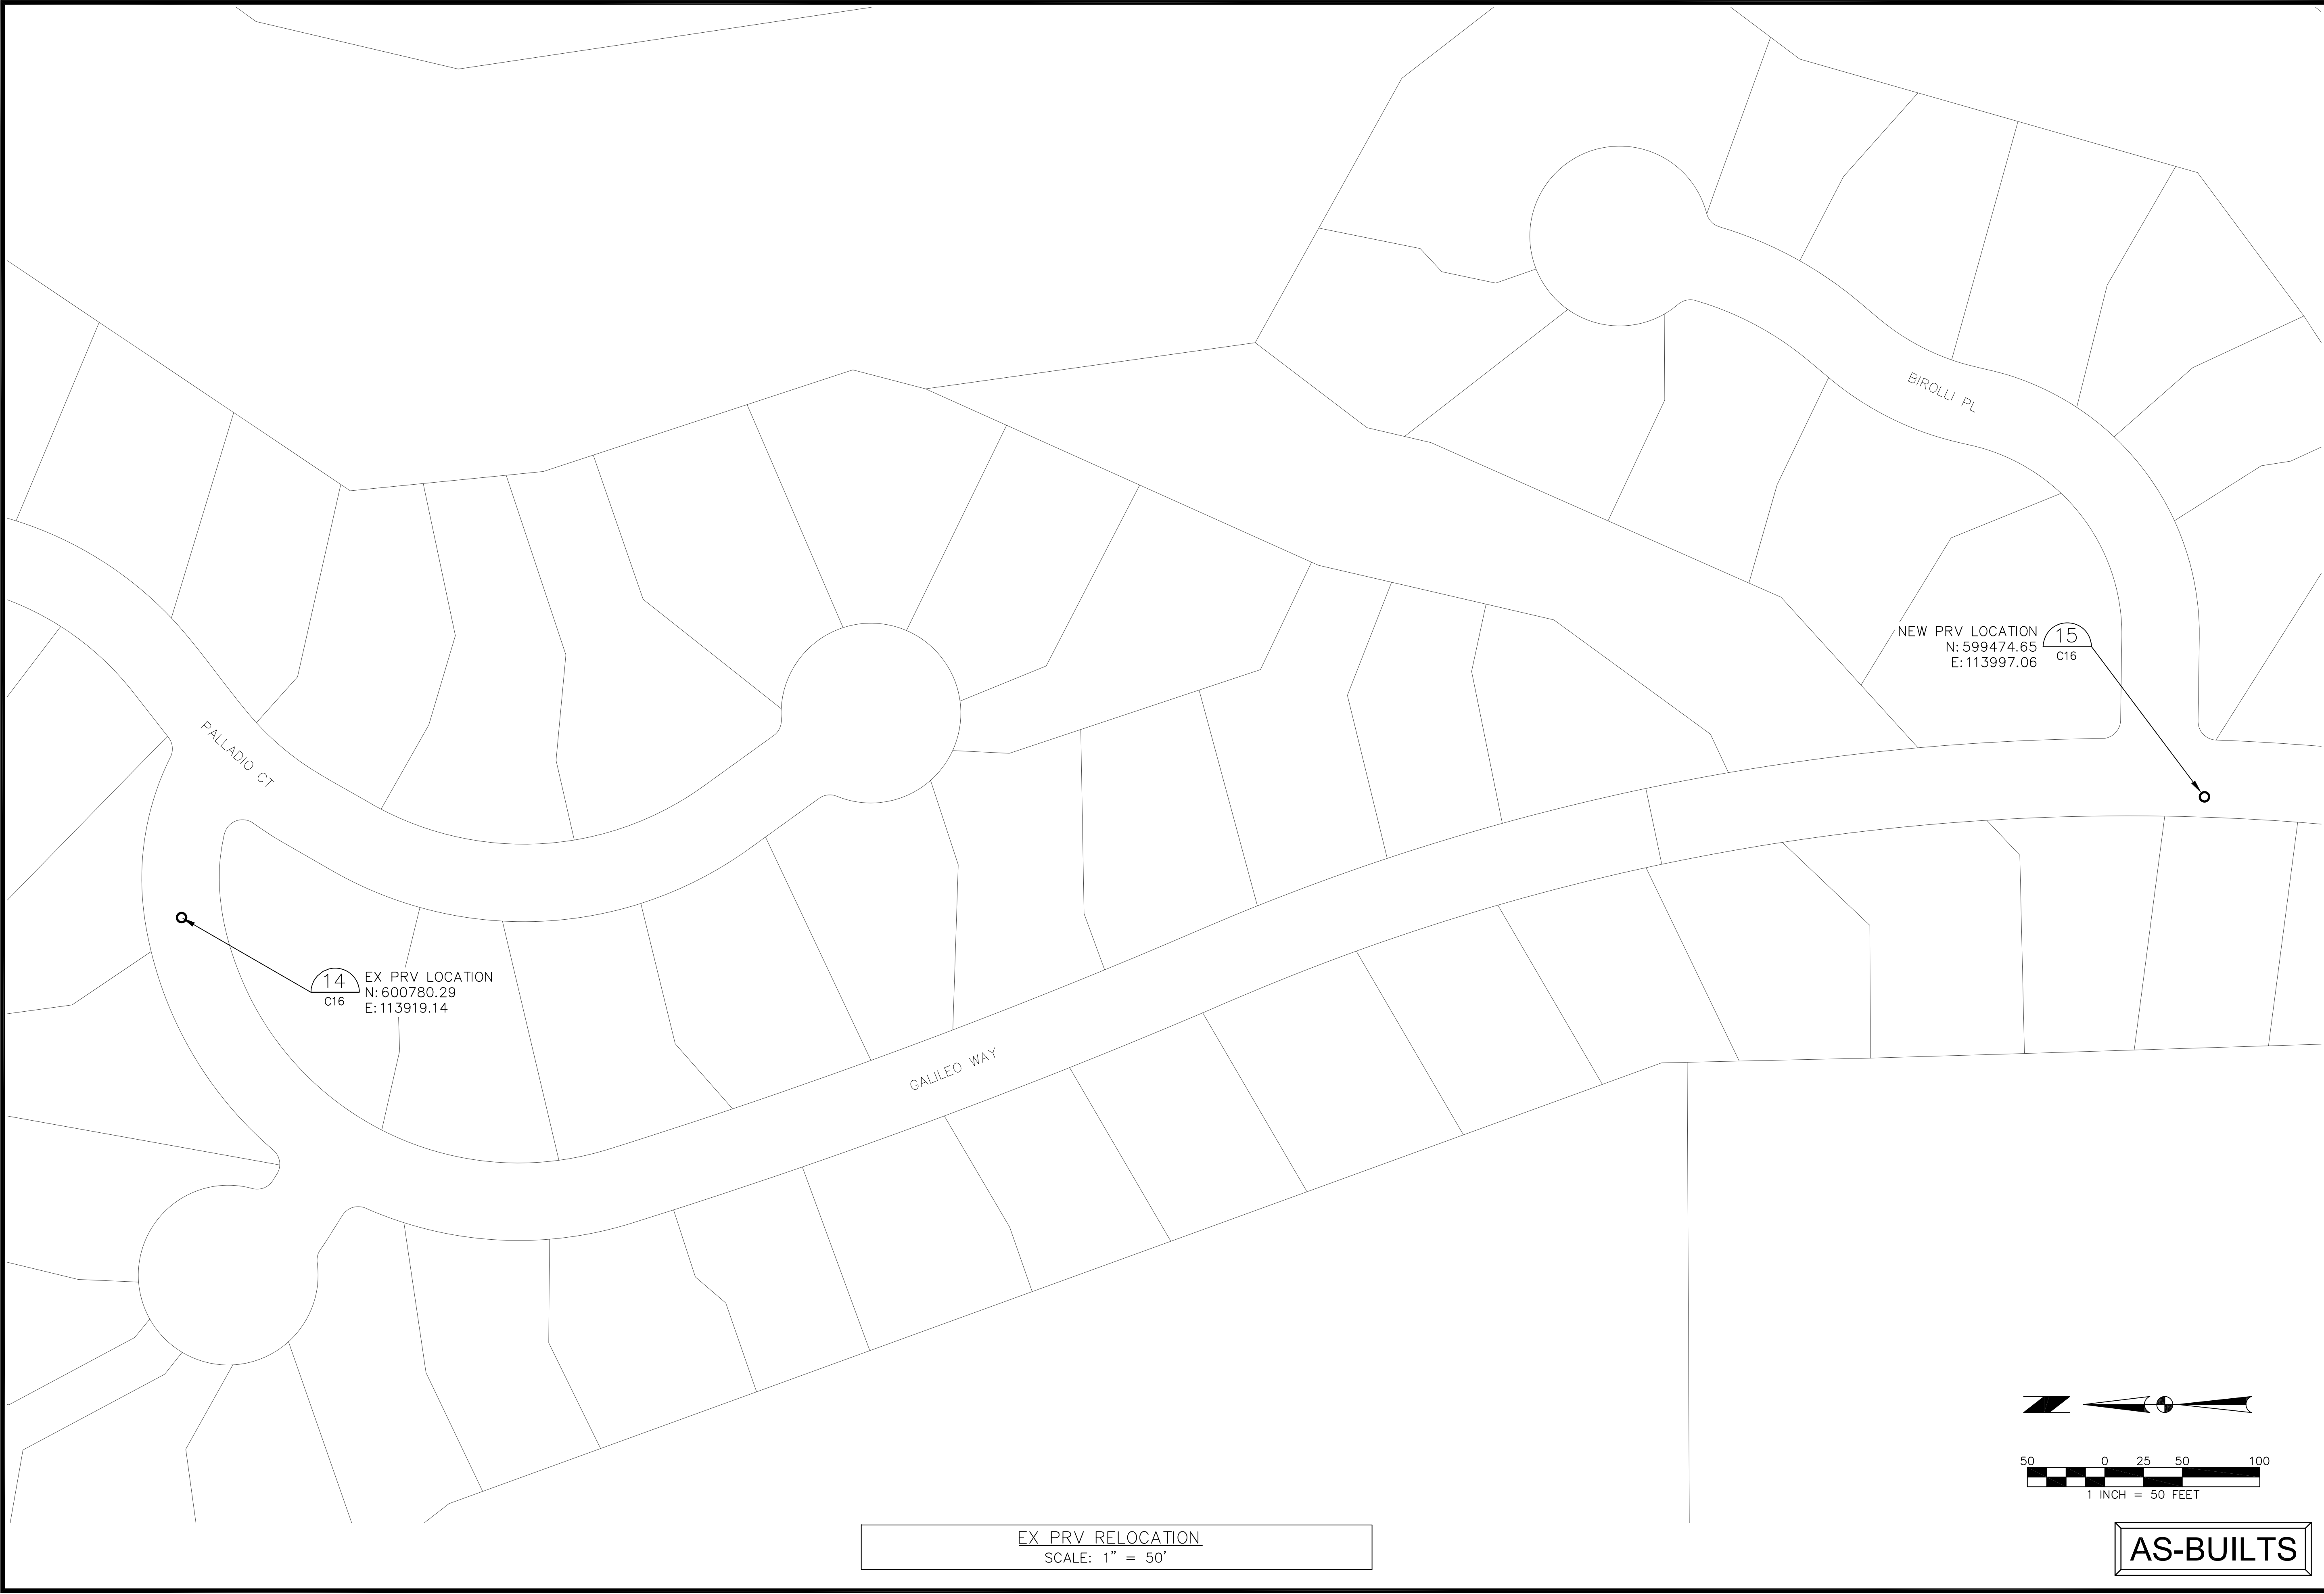 BIROLLI PL
NEW PRV LOCATION
N: 599474.65
E: 113997.06
15
C16
PALLADIO CT
14
C16
EX PRV LOCATION
N: 600780.29
E: 113919.14
GALILEO WAY
Z
50 0 25 50 100
1 INCH = 50 FEET
EX PRV RELOCATION
SCALE: 1" = 50'
AS-BUILTS